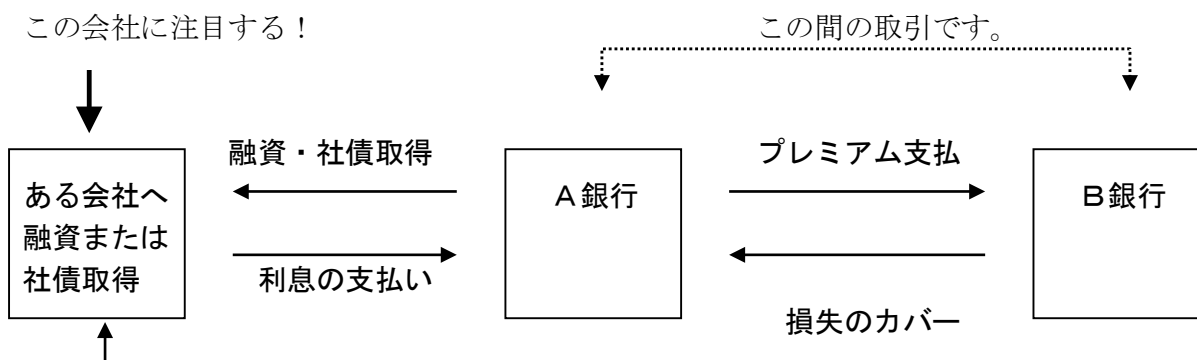 この会社に注目する!
この間の取引です。
融資・社債取得
プレミアム支払
ある会社へ
融資または
社債取得
A銀行
B銀行
利息の支払い
損失のカバー